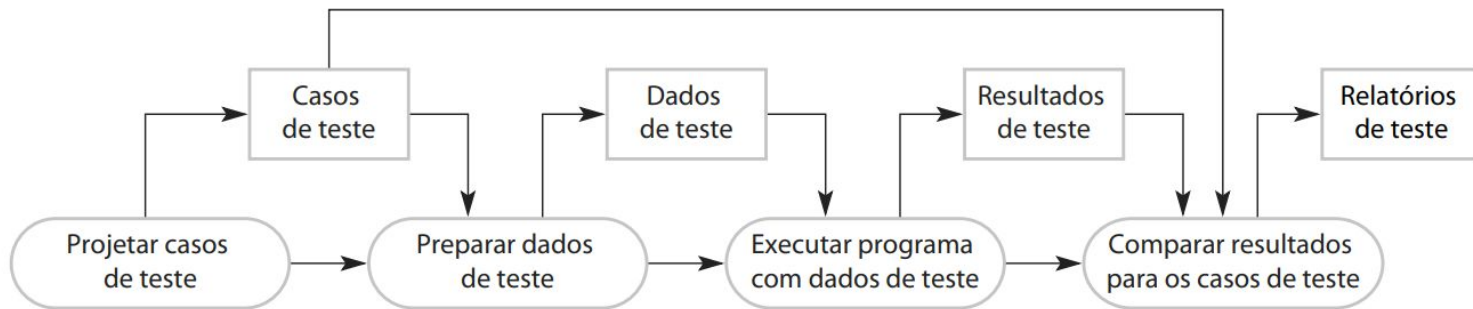 Casos
de teste
Dados
de teste
Resultados
de teste
Relatórios
de teste
Projetar casos
de teste
Preparar dados
de teste
Executar programa
com dados de teste
Comparar resultados
para os casos de teste